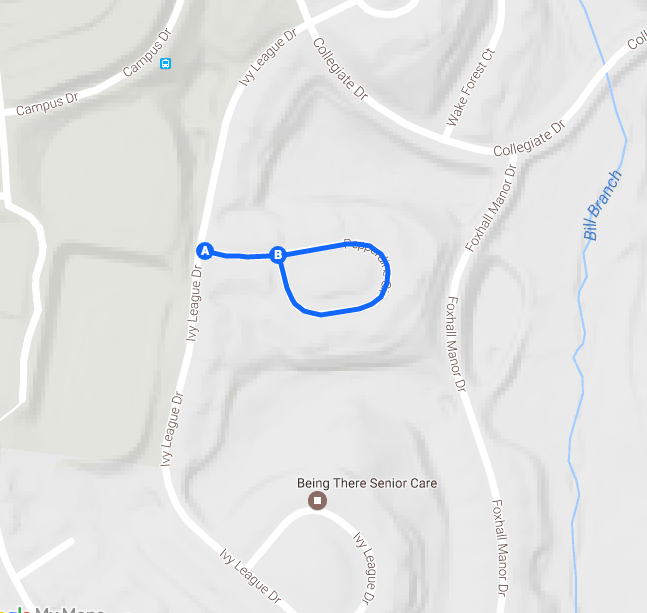 Ivy League Dr
Campus Dr
Campus Dr
Collegiate Dr
Wake Forest Ct
Collegiate Dr
Foxhall Manor Dr
Bill Branch
A
B
Ivy League Dr
Foxhall Manor Dr
Ivy League Dr
Being There Senior Care
Foxhall Manor Dr
Ivy League Dr
Ivy League Dr